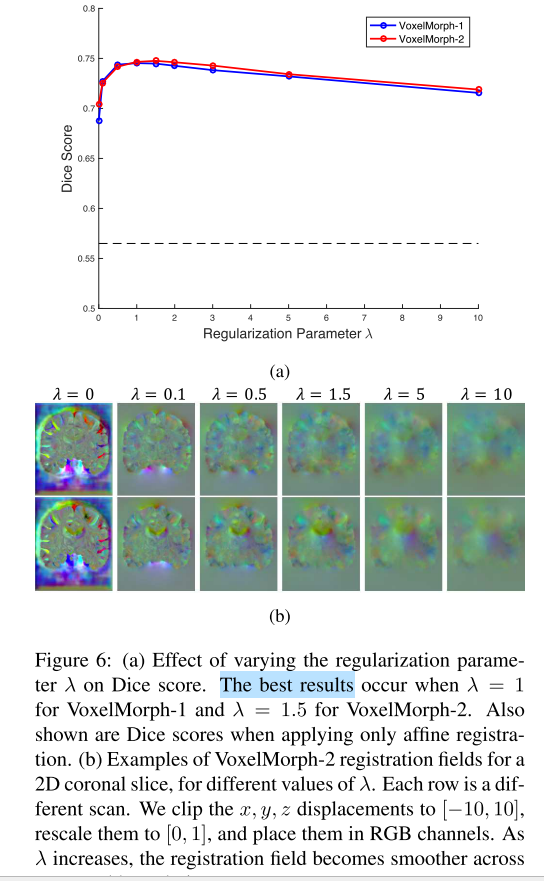 0.8
0.75
0.7
0.65
0.6
0.55
0.5
Dice Score
VoxelMorph-1
VoxelMorph-2
0 1 2 3 4 5 6 7 8 9 10
Regularization Parameter λ
(a)
λ = 0 λ = 0.1 λ = 0.5 λ = 1.5 λ = 5 λ = 10
(b)
Figure 6: (a) Effect of varying the regularization parame-
ter λ on Dice score. The best results occur when λ = 1
for VoxelMorph-1 and λ = 1.5 for VoxelMorph-2. Also
shown are Dice scores when applying only affine registra-
tion. (b) Examples of VoxelMorph-2 registration fields for a
2D coronal slice, for different values of λ. Each row is a dif-
ferent scan. We clip the x, y, z displacements to [−10, 10],
rescale them to [0, 1], and place them in RGB channels. As
λ increases, the registration field becomes smoother across